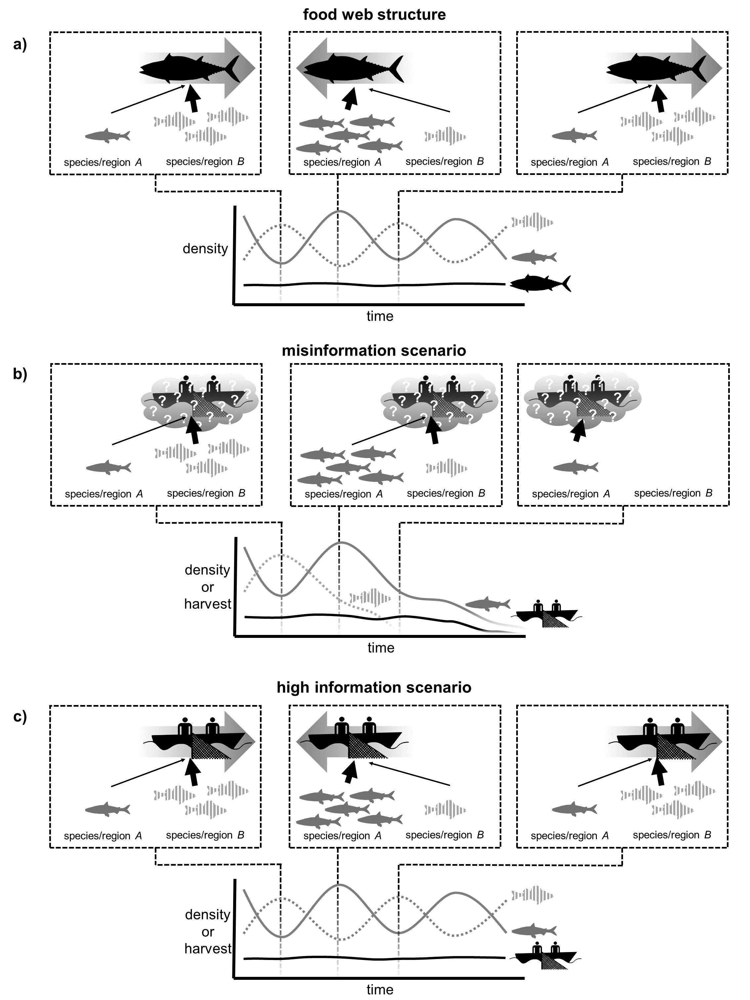 food web structure
a)
species/region A species/region B
species/region A species/region B
species/region A species/region B
density
time
misinformation scenario
b)
? ? ? ? ? ? ? ? ? ? ? ? ? ?
? ? ? ? ? ? ? ? ? ? ? ? ? ?
? ? ? ? ? ? ? ? ? ? ? ? ? ?
species/region A species/region B
species/region A species/region B
species/region A species/region B
density
or
harvest
time
high information scenario
c)
species/region A species/region B
species/region A species/region B
species/region A species/region B
density
or
harvest
time